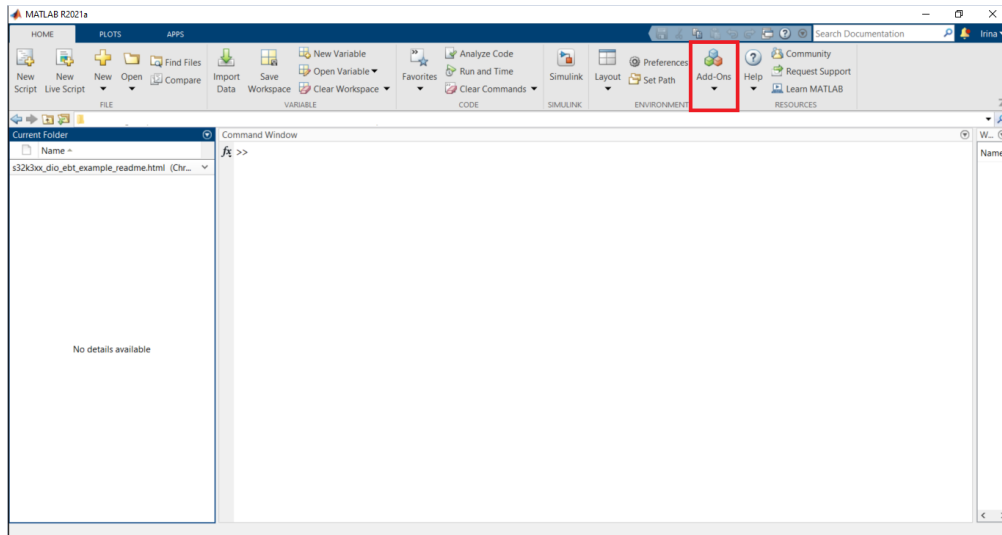 MATLAB R2021a
HOME PLOTS APPS Search Documentation Irina
New Script New Live Script New Open Find Files Compare
FILE
Import Data Save Workspace New Variable Open Variable Clear Workspace
VARIABLE
Favorites Analyze Code Run and Time Clear Commands
CODE
Simulink
SIMULINK
Layout Preferences Set Path Add-Ons
ENVIRONMENT
Help Community Request Support Learn MATLAB
RESOURCES
Current Folder
Name
s32k3xx_dio_ebt_example_readme.html (Chr...
No details available
Command Window
fx >>
W...
Name